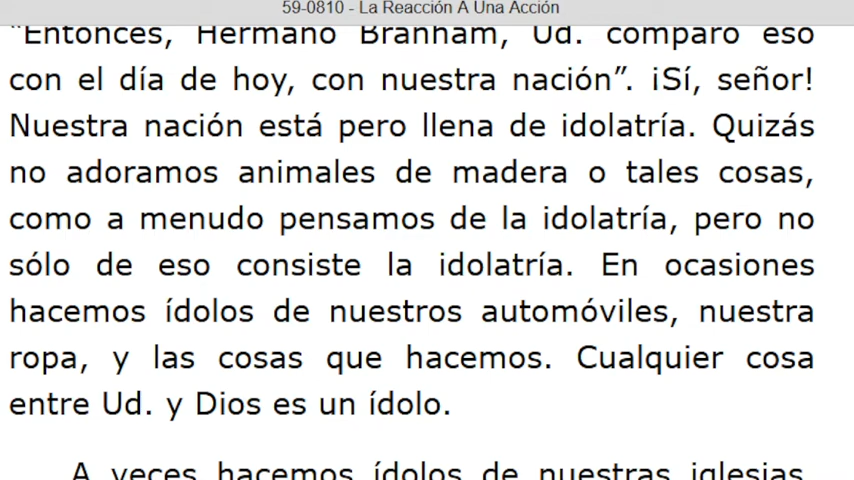 59-0810 - La Reacción A Una Acción
"Entonces, Hermano Branham, Ud. comparó eso
con el día de hoy, con nuestra nación”. ¡Sí, señor!
Nuestra nación está pero llena de idolatría. Quizás
no adoramos animales de madera o tales cosas,
como a menudo pensamos de la idolatría, pero no
sólo de eso consiste la idolatría. En ocasiones
hacemos ídolos de nuestros automóviles, nuestra
ropa, y las cosas que hacemos. Cualquier cosa
entre Ud. y Dios es un ídolo.
A veces hacemos ídolos de nuestras iglesias,